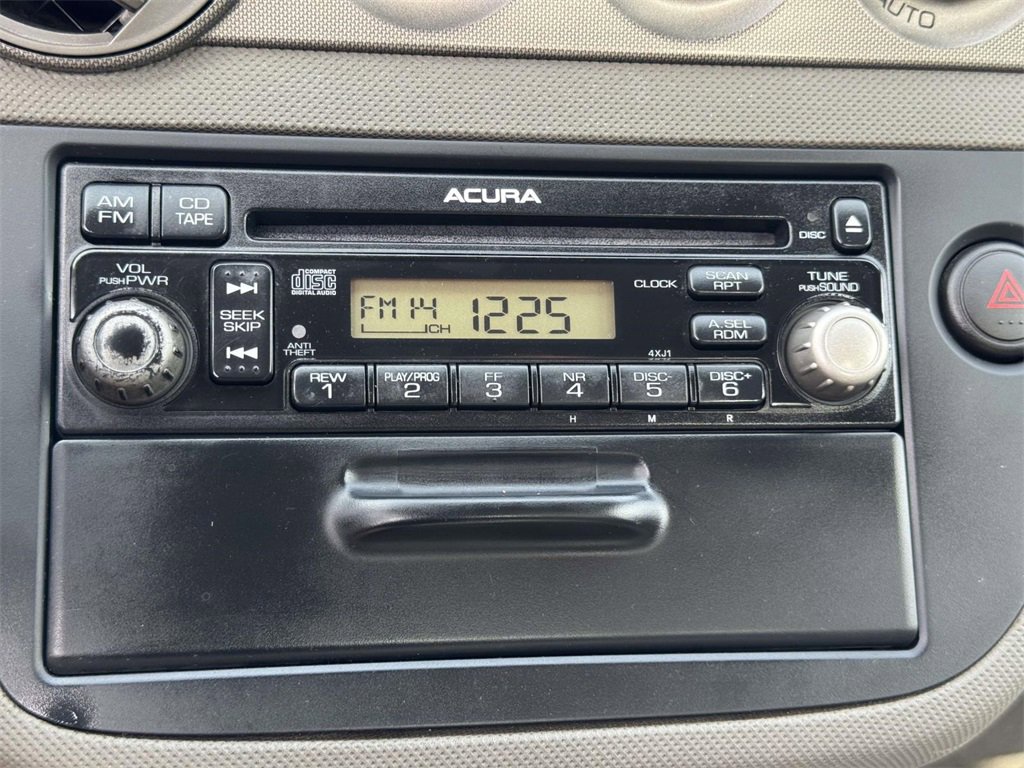 AUTO
ACURA
AM
FM
CD
TAPE
DISC
VOL
PUSH PWR
SEEK
SKIP
COMPACT
disc
DIGITAL AUDIO
ANTI
THEFT
FM 14
CH
1225
CLOCK
SCAN
RPT
A.SEL
RDM
TUNE
PUSH SOUND
4XJ1
REW
1
PLAY/PROG
2
FF
3
NR
4
DISC-
5
DISC+
6
H
M
R